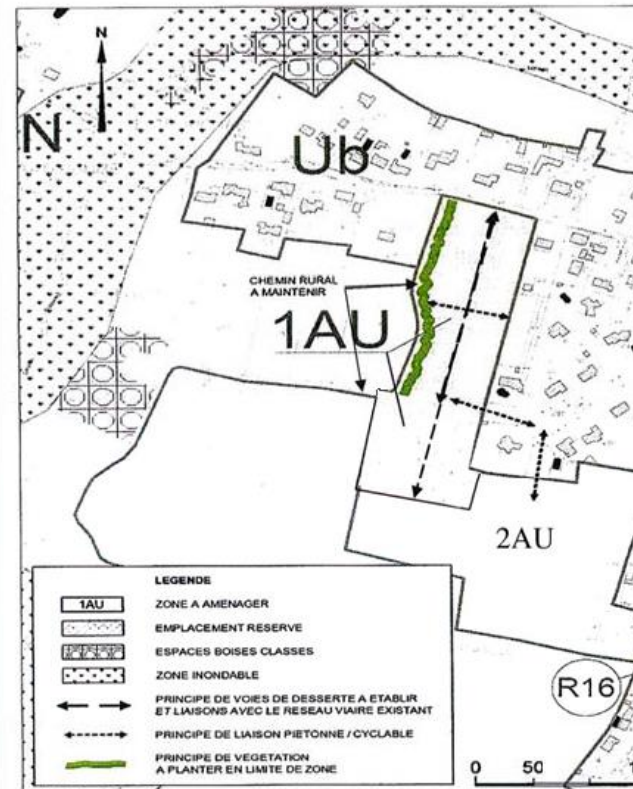 N
N
Ub
CHEMIN RURAL
A MAINTENIR
1AU
2AU
R16
0 50 1
LEGENDE
1AU ZONE A AMENAGER
EMPLACEMENT RESERVE
ESPACES BOISES CLASSES
ZONE INONDABLE
PRINCIPE DE VOIES DE DESSERTE A ETABLIR
ET LIAISONS AVEC LE RESEAU VIAIRE EXISTANT
PRINCIPE DE LIAISON PIETONNE / CYCLABLE
PRINCIPE DE VEGETATION
A PLANTER EN LIMITE DE ZONE